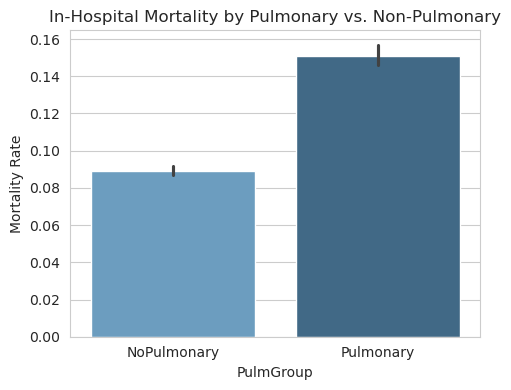 In-Hospital Mortality by Pulmonary vs. Non-Pulmonary
Mortality Rate
0.16
0.14
0.12
0.10
0.08
0.06
0.04
0.02
0.00
NoPulmonary
Pulmonary
PulmGroup